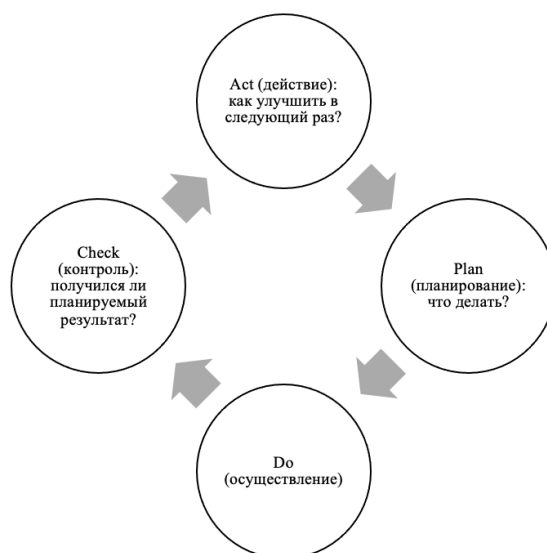 Act (действие):
как улучшить в
следующий раз?
Check
(контроль):
получился ли
планируемый
результат?
Plan
(планирование):
что делать?
Do
(осуществление)